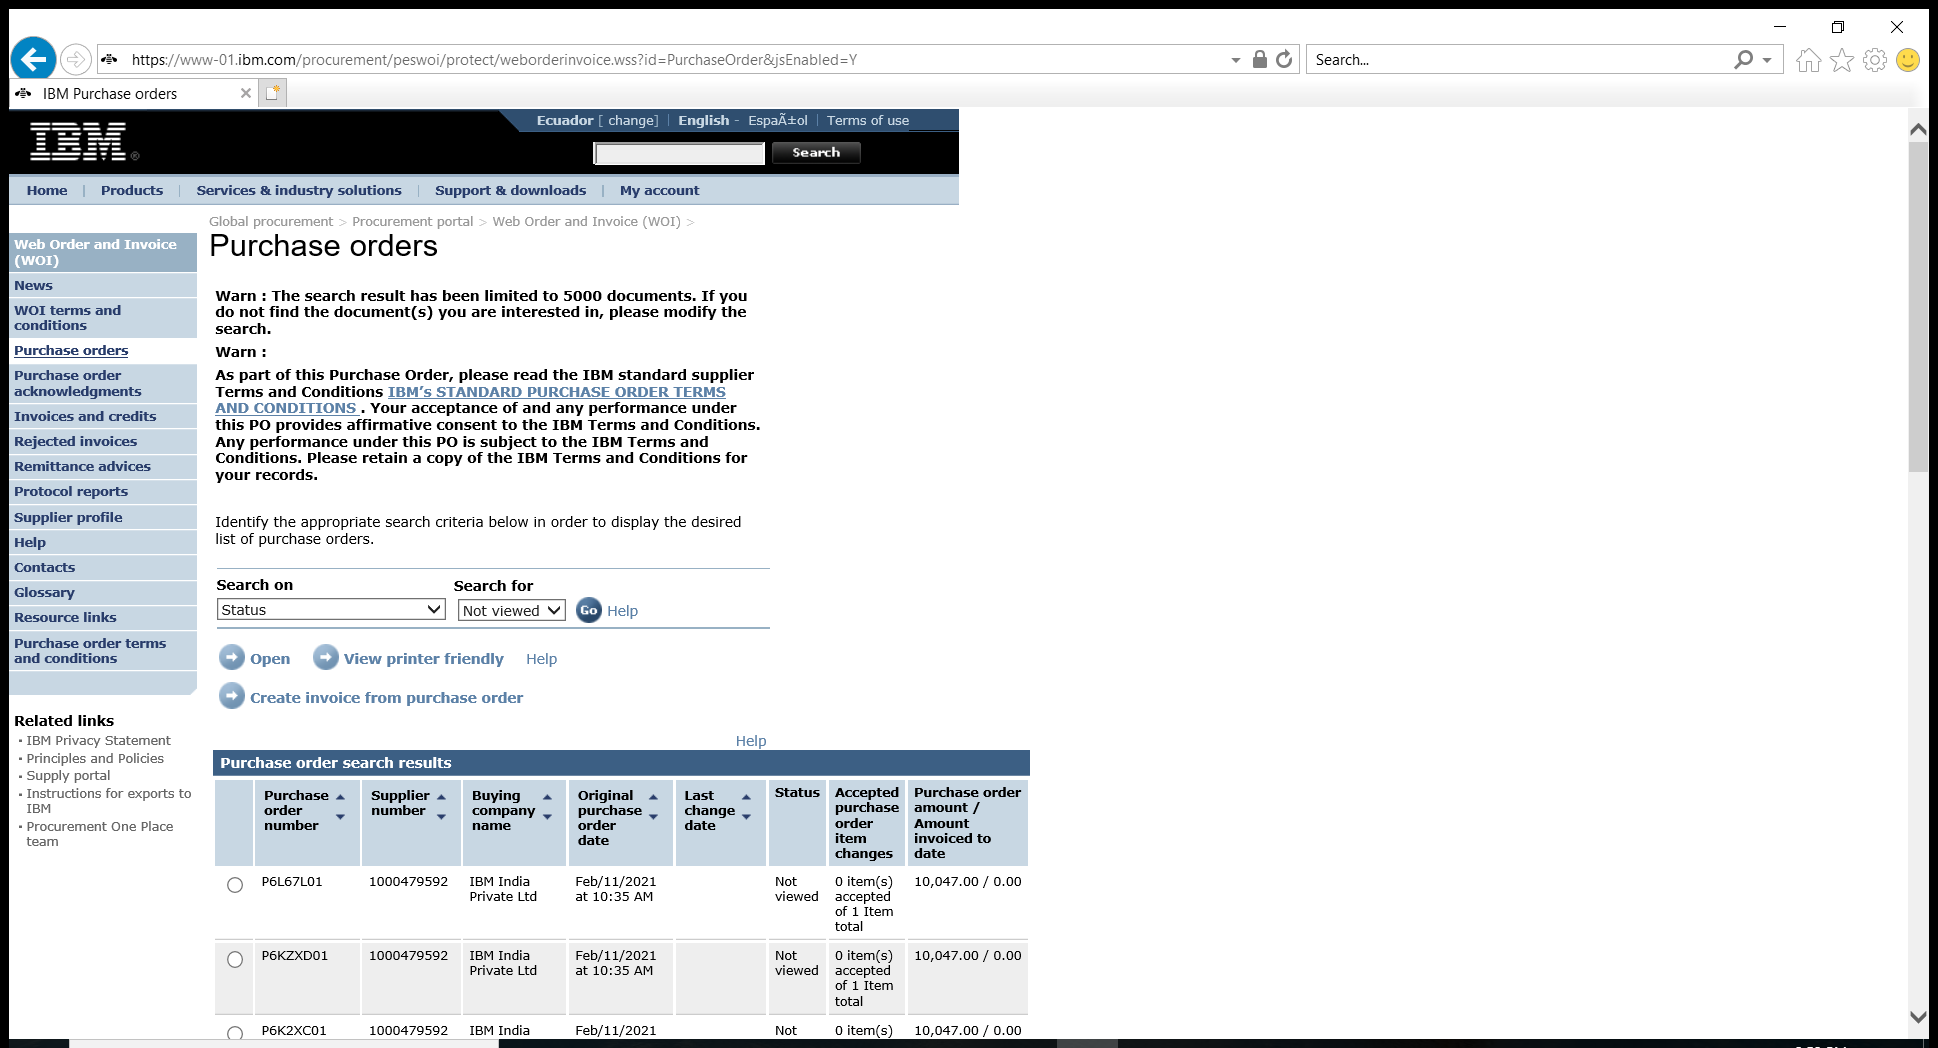 https://www-01.ibm.com/procurement/peswoi/protect/weborderinvoice.wss?id=PurchaseOrder&jsEnabled=Y
Search...
IBM Purchase orders
IBM®
Ecuador [ change] | English - EspaÃ±ol | Terms of use
Search
Home | Products | Services & industry solutions | Support & downloads | My account
Global procurement > Procurement portal > Web Order and Invoice (WOI) >
Purchase orders
Web Order and Invoice
(WOI)
News
WOI terms and
conditions
Purchase orders
Purchase order
acknowledgments
Invoices and credits
Rejected invoices
Remittance advices
Protocol reports
Supplier profile
Help
Contacts
Glossary
Resource links
Purchase order terms
and conditions
Related links
· IBM Privacy Statement
· Principles and Policies
· Supply portal
· Instructions for exports to
IBM
· Procurement One Place
team
Warn : The search result has been limited to 5000 documents. If you
do not find the document(s) you are interested in, please modify the
search.
Warn :
As part of this Purchase Order, please read the IBM standard supplier
Terms and Conditions IBM's STANDARD PURCHASE ORDER TERMS
AND CONDITIONS . Your acceptance of and any performance under
this PO provides affirmative consent to the IBM Terms and Conditions.
Any performance under this PO is subject to the IBM Terms and
Conditions. Please retain a copy of the IBM Terms and Conditions for
your records.
Identify the appropriate search criteria below in order to display the desired
list of purchase orders.
Search on
Search for
Status
Not viewed
Go
Help
Open
View printer friendly
Help
Create invoice from purchase order
Help
Purchase order search results
Purchase
order
number
Supplier
number
Buying
company
name
Original
purchase
order
date
Last
change
date
Status
Accepted
purchase
order
item
changes
Purchase order
amount /
Amount
invoiced to
date
P6L67L01
1000479592
IBM India
Private Ltd
Feb/11/2021
at 10:35 AM
Not
viewed
0 item(s)
accepted
of 1 Item
total
10,047.00 / 0.00
P6KZXD01
1000479592
IBM India
Private Ltd
Feb/11/2021
at 10:35 AM
Not
viewed
0 item(s)
accepted
of 1 Item
total
10,047.00 / 0.00
P6K2XC01
1000479592
IBM India
Feb/11/2021
Not
0 item(s)
10,047.00 / 0.00